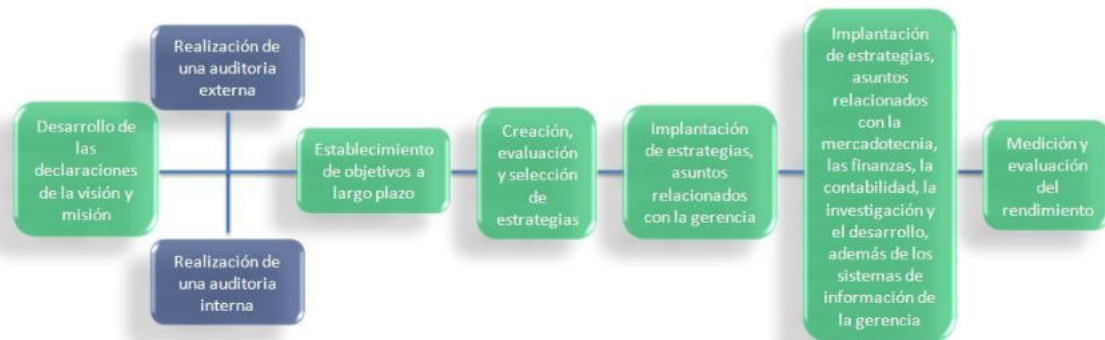 Desarrollo de
las
declaraciones
de la visión y
misión
Realización de
una auditoria
externa
Realización de
una auditoria
interna
Establecimiento
de objetivos a
largo plazo
Creación,
evaluación
y selección
de
estrategias
Implantación
de estrategias,
asuntos
relacionados
con la gerencia
Implantación
de estrategias,
asuntos
relacionados
con la
mercadotecnia,
las finanzas, la
contabilidad, la
investigación y
el desarrollo,
además de los
sistemas de
información de
la gerencia
Medición y
evaluación
del
rendimiento